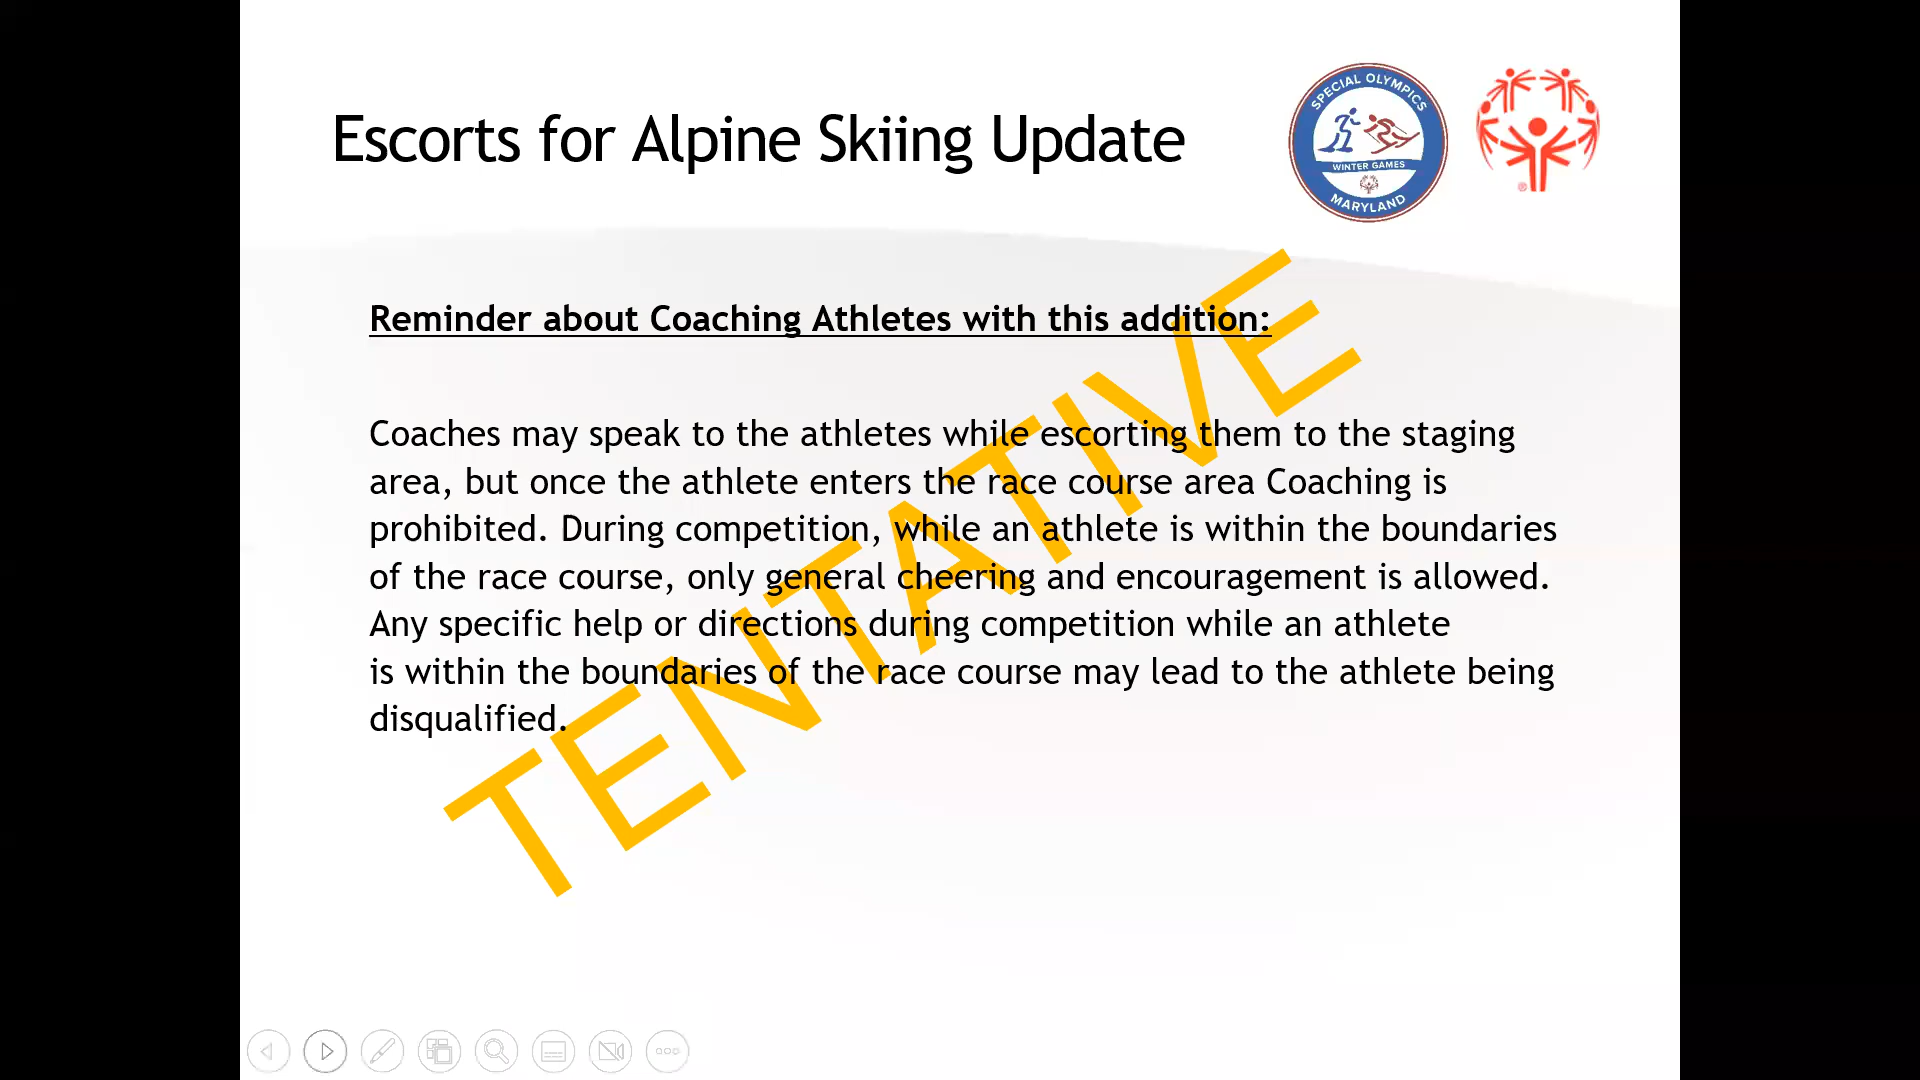 Escorts for Alpine Skiing Update
SPECIAL OLYMPICS
WINTER GAMES
MARYLAND
®
Reminder about Coaching Athletes with this addition:
Coaches may speak to the athletes while escorting them to the staging
area, but once the athlete enters the race course area Coaching is
prohibited. During competition, while an athlete is within the boundaries
of the race course, only general cheering and encouragement is allowed.
Any specific help or directions during competition while an athlete
is within the boundaries of the race course may lead to the athlete being
disqualified.
TENTATIVE